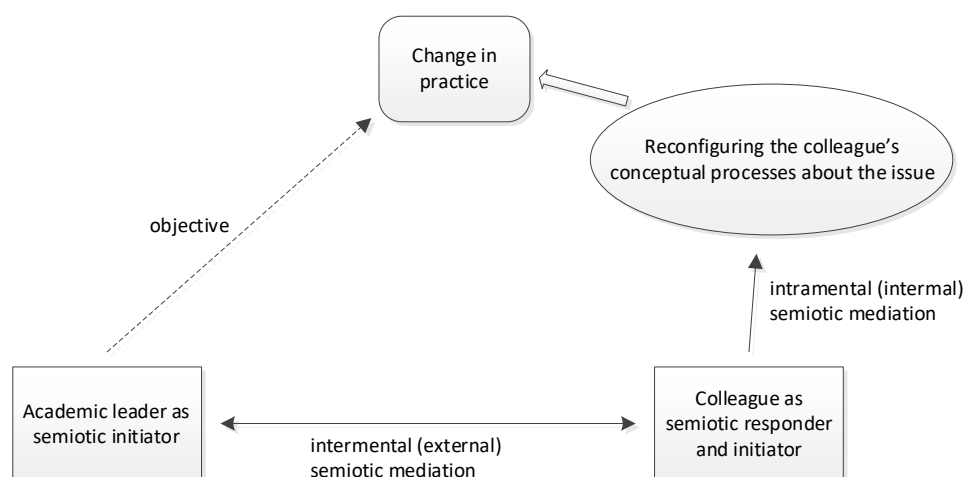 Change in
practice
Reconfiguring the colleague’s
conceptual processes about the issue
objective
intramental (internal)
semiotic mediation
Academic leader as
semiotic initiator
intermental (external)
semiotic mediation
Colleague as
semiotic responder
and initiator